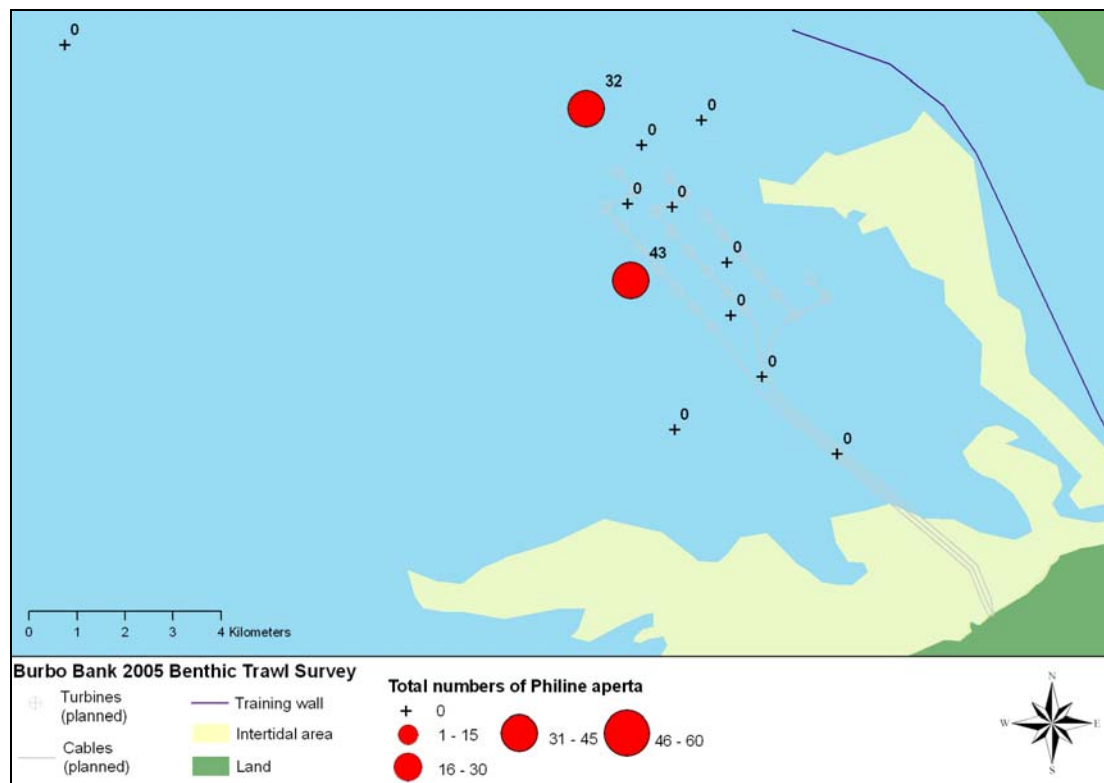 0
32
0
0
0
0
43
0
0
0
0
0
0 1 2 3 4 Kilometers
Burbo Bank 2005 Benthic Trawl Survey
Turbines
(planned)
Cables
(planned)
Training wall
Intertidal area
Land
Total numbers of Philine aperta
0
1 - 15
16 - 30
31 - 45
46 - 60
N
W
E
S